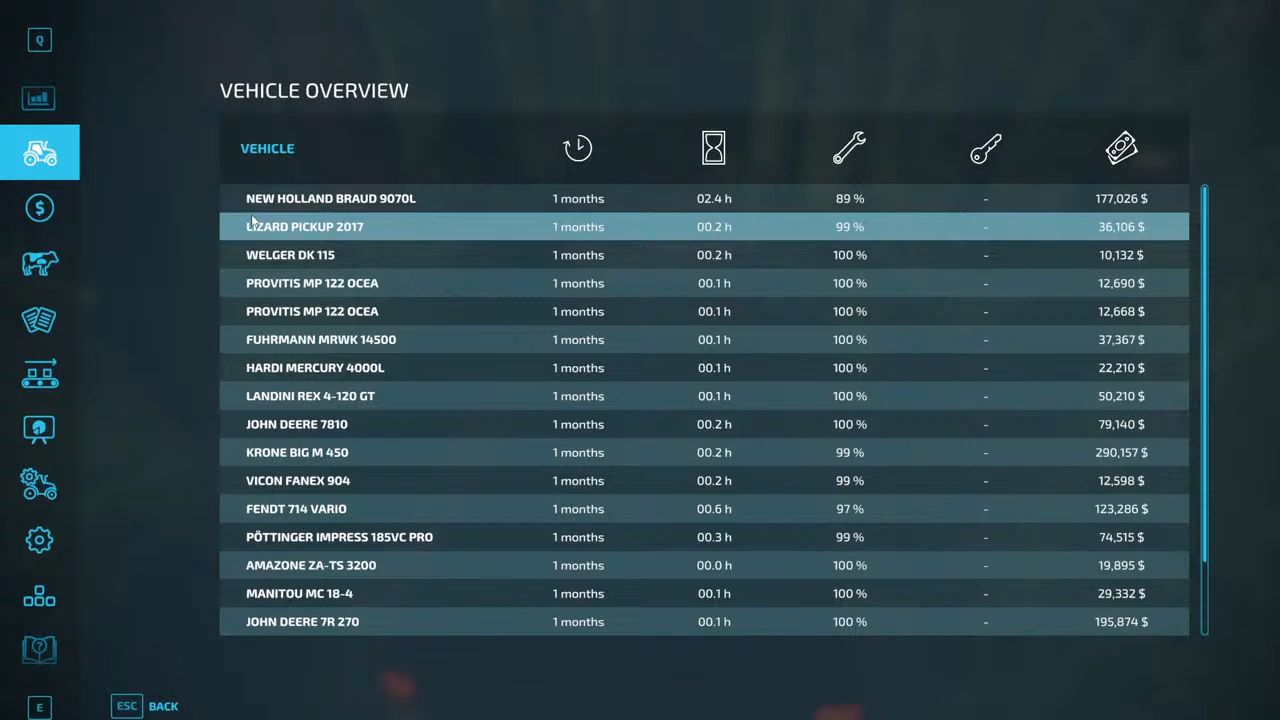 Q
VEHICLE OVERVIEW
VEHICLE
NEW HOLLAND BRAUD 9070L 1 months 02.4 h 89 % - 177,026 $
LIZARD PICKUP 2017 1 months 00.2 h 99 % - 36,106 $
WELGER DK 115 1 months 00.2 h 100 % - 10,132 $
PROVITIS MP 122 OCEA 1 months 00.1 h 100 % - 12,690 $
PROVITIS MP 122 OCEA 1 months 00.1 h 100 % - 12,668 $
FUHRMANN MRWK 14500 1 months 00.1 h 100 % - 37,367 $
HARDI MERCURY 4000L 1 months 00.1 h 100 % - 22,210 $
LANDINI REX 4-120 GT 1 months 00.1 h 100 % - 50,210 $
JOHN DEERE 7810 1 months 00.2 h 100 % - 79,140 $
KRONE BIG M 450 1 months 00.2 h 99 % - 290,157 $
VICON FANEX 904 1 months 00.2 h 99 % - 12,598 $
FENDT 714 VARIO 1 months 00.6 h 97 % - 123,286 $
PÖTTINGER IMPRESS 185VC PRO 1 months 00.3 h 99 % - 74,515 $
AMAZONE ZA-TS 3200 1 months 00.0 h 100 % - 19,895 $
MANITOU MC 18-4 1 months 00.1 h 100 % - 29,332 $
JOHN DEERE 7R 270 1 months 00.1 h 100 % - 195,874 $
E
ESC BACK